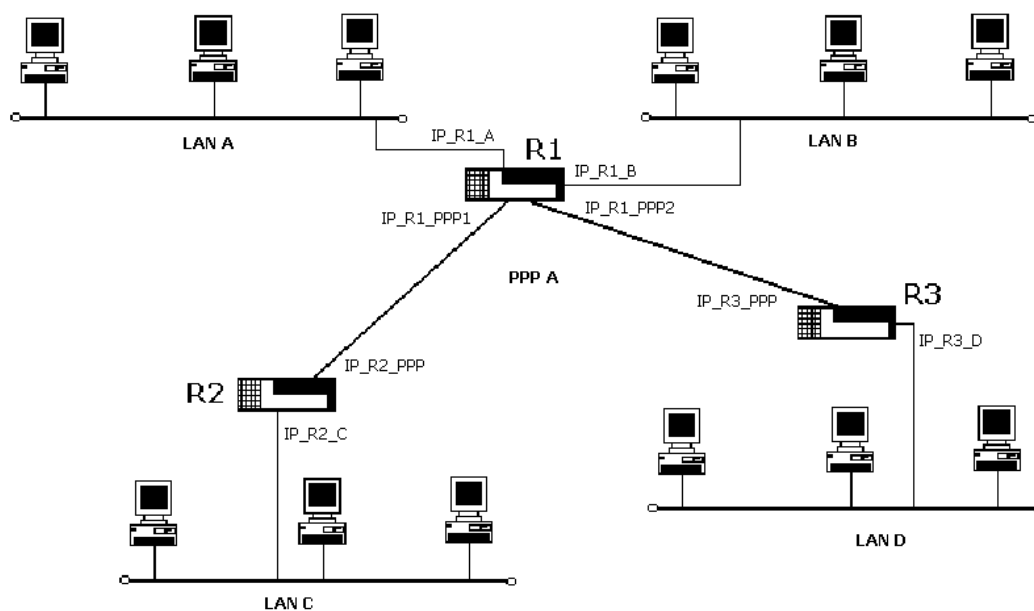 LAN A
LAN B
IP_R1_A
R1
IP_R1_B
IP_R1_PPP1
IP_R1_PPP2
PPP A
IP_R3_PPP
R3
IP_R3_D
IP_R2_PPP
R2
IP_R2_C
LAN D
LAN C